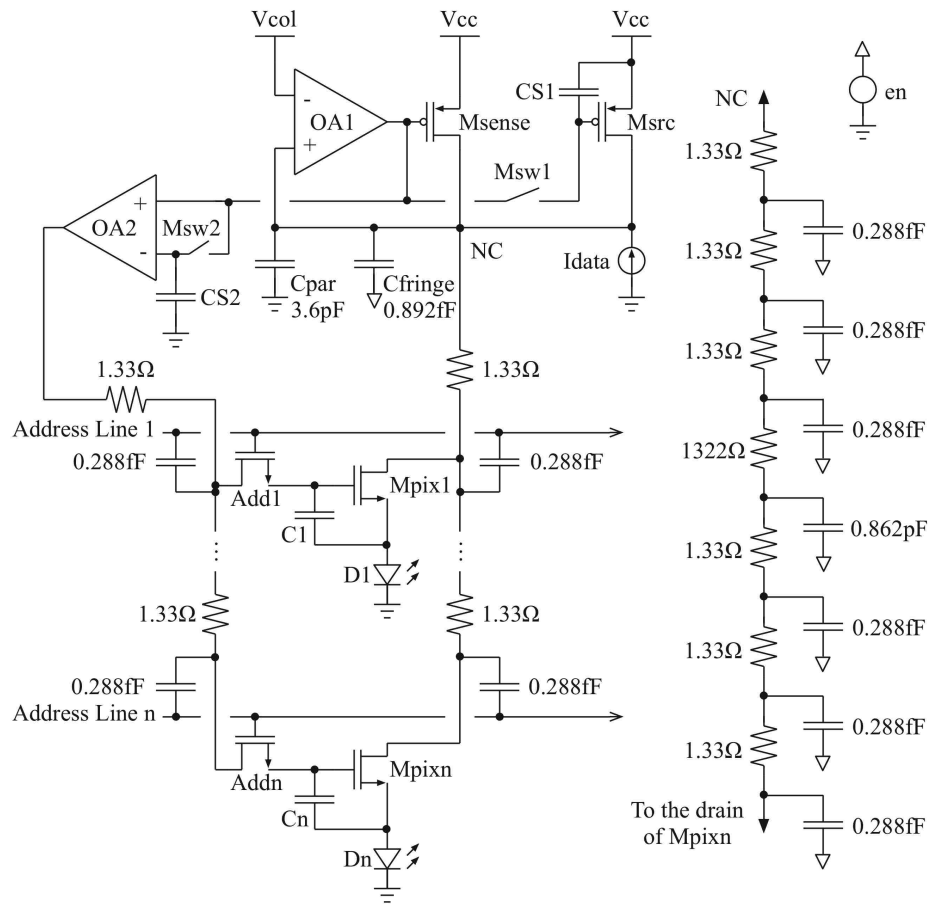 Vcol
Vcc
Vcc
CS1
en
NC
-
OA1
+
Msense
Msrc
1.33Ω
Msw1
+
OA2
Msw2
-
0.288fF
NC
Idata
1.33Ω
CS2
Cpar
3.6pF
Cfringe
0.892fF
0.288fF
1.33Ω
1.33Ω
1.33Ω
Address Line 1
0.288fF
0.288fF
0.288fF
1322Ω
Mpix1
Add1
C1
0.862pF
1.33Ω
D1
1.33Ω
1.33Ω
0.288fF
1.33Ω
0.288fF
0.288fF
Address Line n
0.288fF
1.33Ω
Mpixn
Addn
Cn
To the drain
of Mpixn
0.288fF
Dn